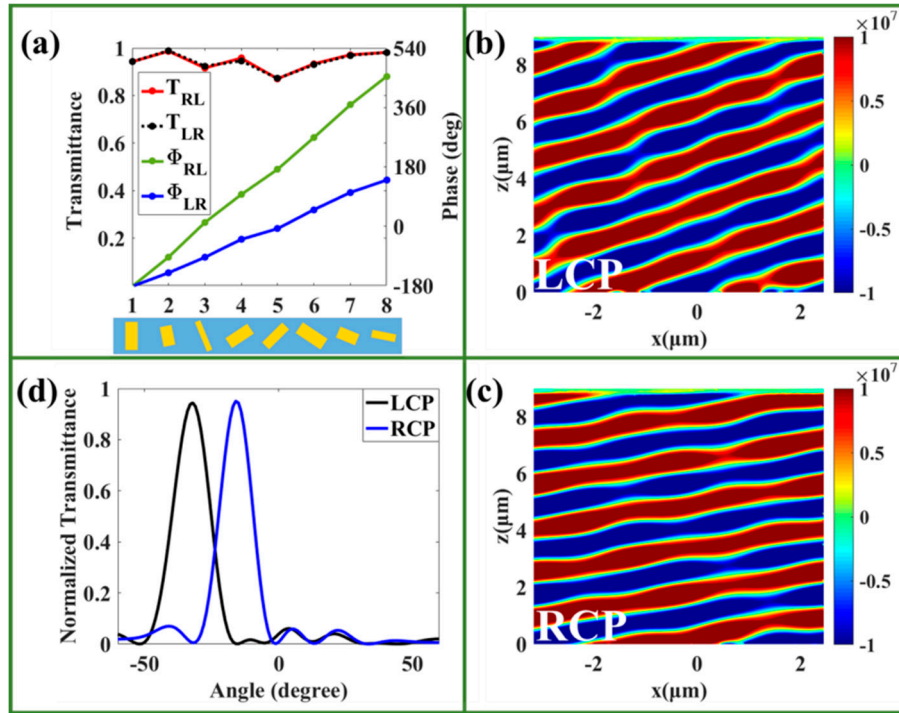 (a)
1
0.8
0.6
0.4
0.2
Transmittance
T_RL
T_LR
Φ_RL
Φ_LR
540
360
180
0
-180
Phase (deg)
1 2 3 4 5 6 7 8
(b)
8
6
4
2
0
z(μm)
LCP
-2 0 2
x(μm)
×10^7
1
0.5
0
-0.5
-1
(d)
1
0.8
0.6
0.4
0.2
0
Normalized Transmittance
LCP
RCP
-50 0 50
Angle (degree)
(c)
8
6
4
2
0
z(μm)
RCP
-2 0 2
x(μm)
×10^7
1
0.5
0
-0.5
-1